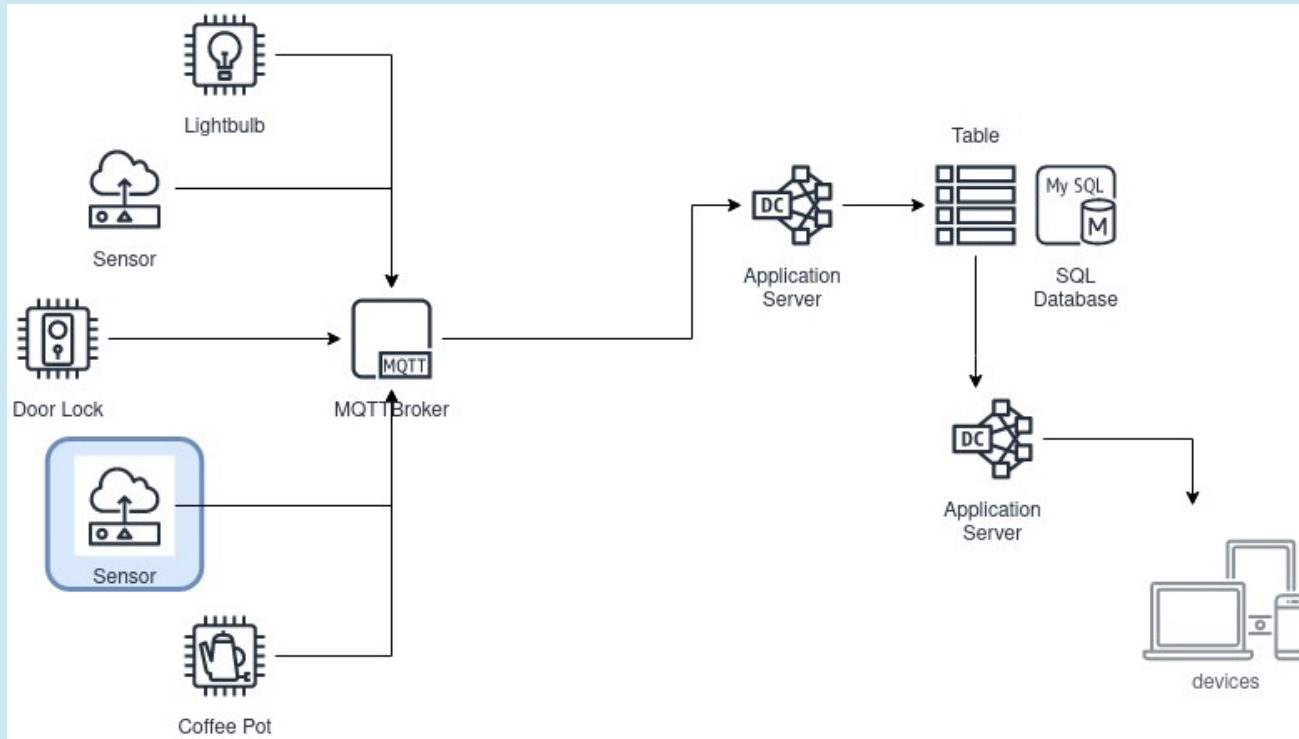 Lightbulb
Sensor
Door Lock
MQTT
MQTTBroker
Sensor
Coffee Pot
DC
Application
Server
Table
My SQL
M
SQL
Database
DC
Application
Server
devices